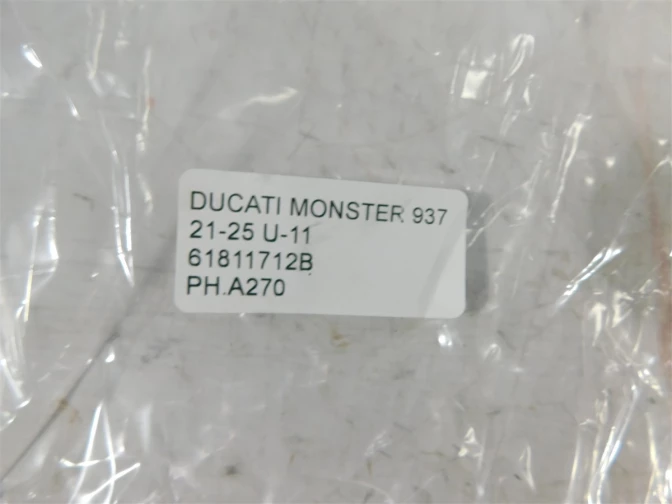 DUCATI MONSTER 937
21-25 U-11
61811712B
PH.A270